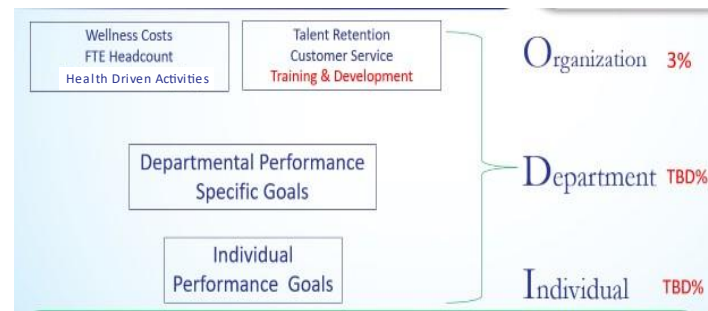 Wellness Costs
FTE Headcount
Health Driven Activities
Talent Retention
Customer Service
Training & Development
Organization 3%
Departmental Performance
Specific Goals
Department TBD%
Individual
Performance Goals
Individual TBD%